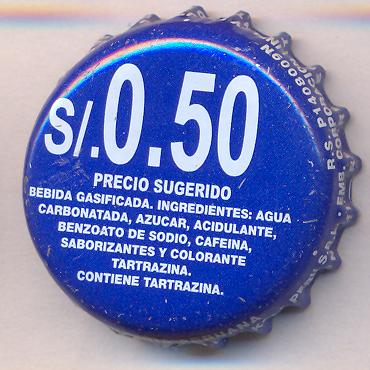 S/.0.50
PRECIO SUGERIDO
BEBIDA GASIFICADA. INGREDIENTES: AGUA
CARBONATADA, AZUCAR, ACIDULANTE,
BENZOATO DE SODIO, CAFEINA,
SABORIZANTES Y COLORANTE
TARTRAZINA.
CONTIENE TARTRAZINA.